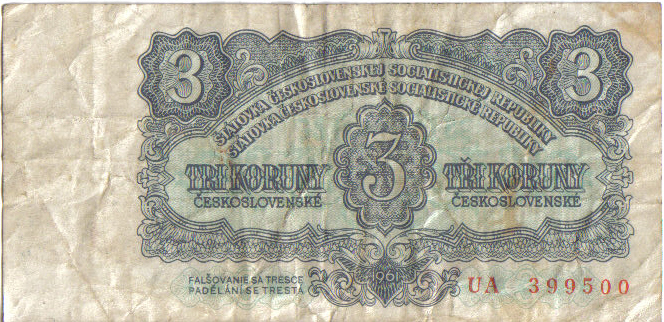 3 3
ŠTÁTOVKA ČESKOSLOVENSKEJ SOCIALISTICKEJ REPUBLIKY
STÁTOVKA ČESKOSLOVENSKÉ SOCIALISTICKÉ REPUBLIKY
3
TRI KORUNY TŘI KORUNY
ČESKOSLOVENSKÉ ČESKOSLOVENSKÉ
FALŠOVANIE SA TRESCE
PADĚLÁNÍ SE TRESTÁ
1961
UA 399500